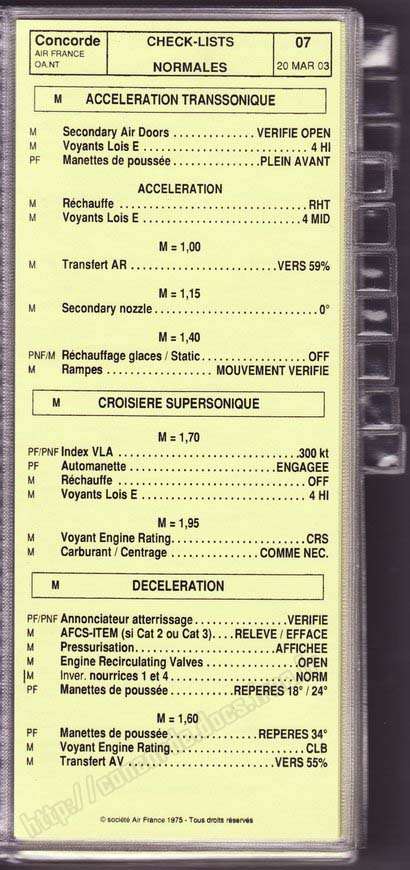 Concorde CHECK-LISTS 07
AIR FRANCE
OA.NT NORMALES 20 MAR 03
M ACCELERATION TRANSSONIQUE
M Secondary Air Doors . . . . . . . . . . . . VERIFIE OPEN
M Voyants Lois E . . . . . . . . . . . . . . . . . . . . . . . . . 4 HI
PF Manettes de poussée . . . . . . . . . . . . . PLEIN AVANT
ACCELERATION
M Réchauffe . . . . . . . . . . . . . . . . . . . . . . . . . . . . RHT
M Voyants Lois E . . . . . . . . . . . . . . . . . . . . . . . 4 MID
M = 1,00
M Transfert AR . . . . . . . . . . . . . . . . . . . . . VERS 59%
M = 1,15
M Secondary nozzle . . . . . . . . . . . . . . . . . . . . . . . . 0°
M = 1,40
PNF/M Réchauffage glaces / Static . . . . . . . . . . . . . . . OFF
M Rampes . . . . . . . . . . . . . . . MOUVEMENT VERIFIE
M CROISIERE SUPERSONIQUE
M = 1,70
PF/PNF Index VLA . . . . . . . . . . . . . . . . . . . . . . . . . 300 kt
PF Automanette . . . . . . . . . . . . . . . . . . . . . ENGAGEE
M Réchauffe . . . . . . . . . . . . . . . . . . . . . . . . . . . . OFF
M Voyants Lois E . . . . . . . . . . . . . . . . . . . . . . . . . 4 HI
M = 1,95
M Voyant Engine Rating. . . . . . . . . . . . . . . . . . . . CRS
M Carburant / Centrage . . . . . . . . . . . . COMME NEC.
M DECELERATION
PF/PNF Annonciateur atterrissage . . . . . . . . . . . . . VERIFIE
M AFCS-ITEM (si Cat 2 ou Cat 3). . . . RELEVE / EFFACE
M Pressurisation. . . . . . . . . . . . . . . . . . . . . AFFICHEE
M Engine Recirculating Valves . . . . . . . . . . . . . OPEN
M Inver. nourrices 1 et 4 . . . . . . . . . . . . . . . . . . NORM
PF Manettes de poussée . . . . . . . . . REPERES 18° / 24°
M = 1,60
PF Manettes de poussée . . . . . . . . . . . . . REPERES 34°
M Voyant Engine Rating. . . . . . . . . . . . . . . . . . . . CLB
M Transfert AV . . . . . . . . . . . . . . . . . . . . . VERS 55%
© société Air France 1975 - Tous droits réservés